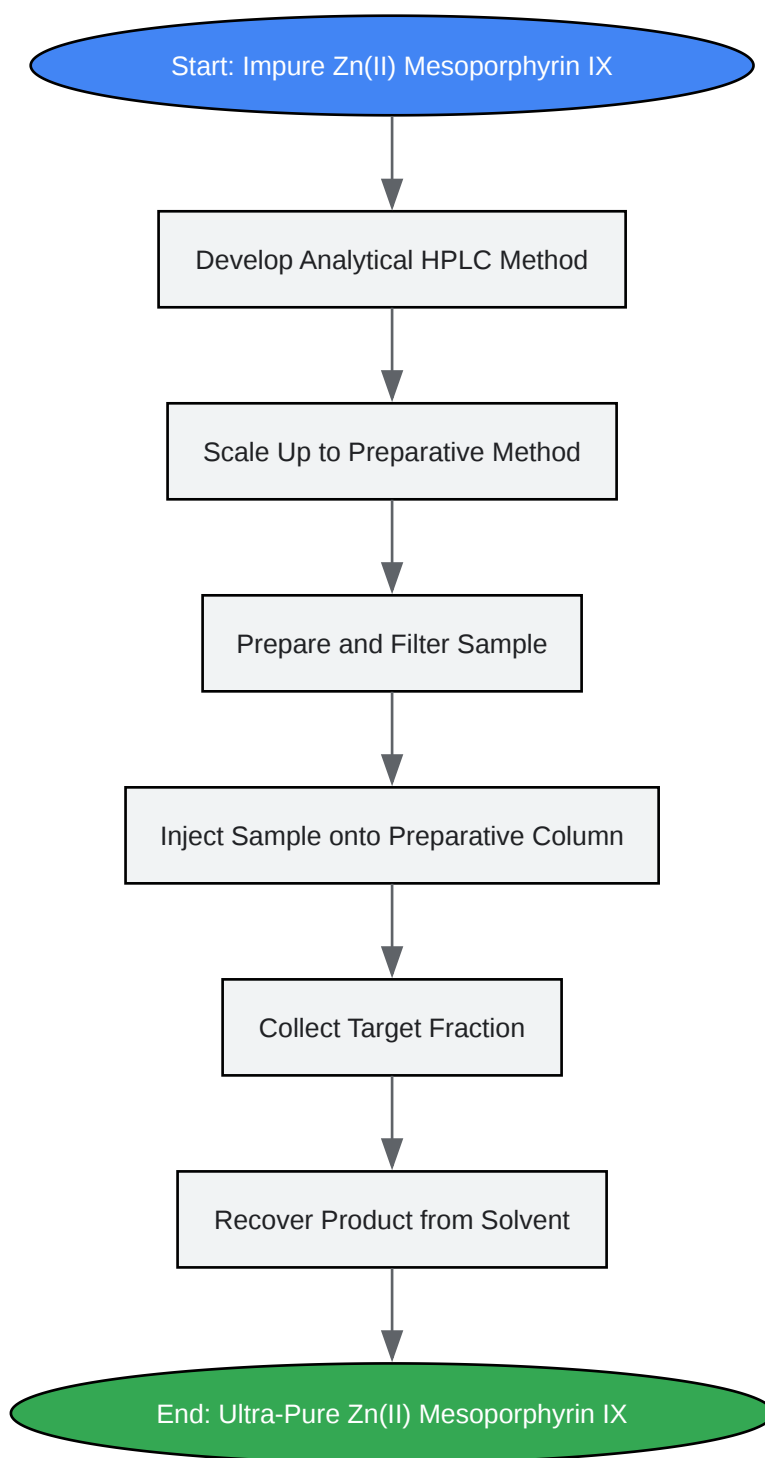 Start: Impure Zn(II) Mesoporphyrin IX
Develop Analytical HPLC Method
Scale Up to Preparative Method
Prepare and Filter Sample
Inject Sample onto Preparative Column
Collect Target Fraction
Recover Product from Solvent
End: Ultra-Pure Zn(II) Mesoporphyrin IX